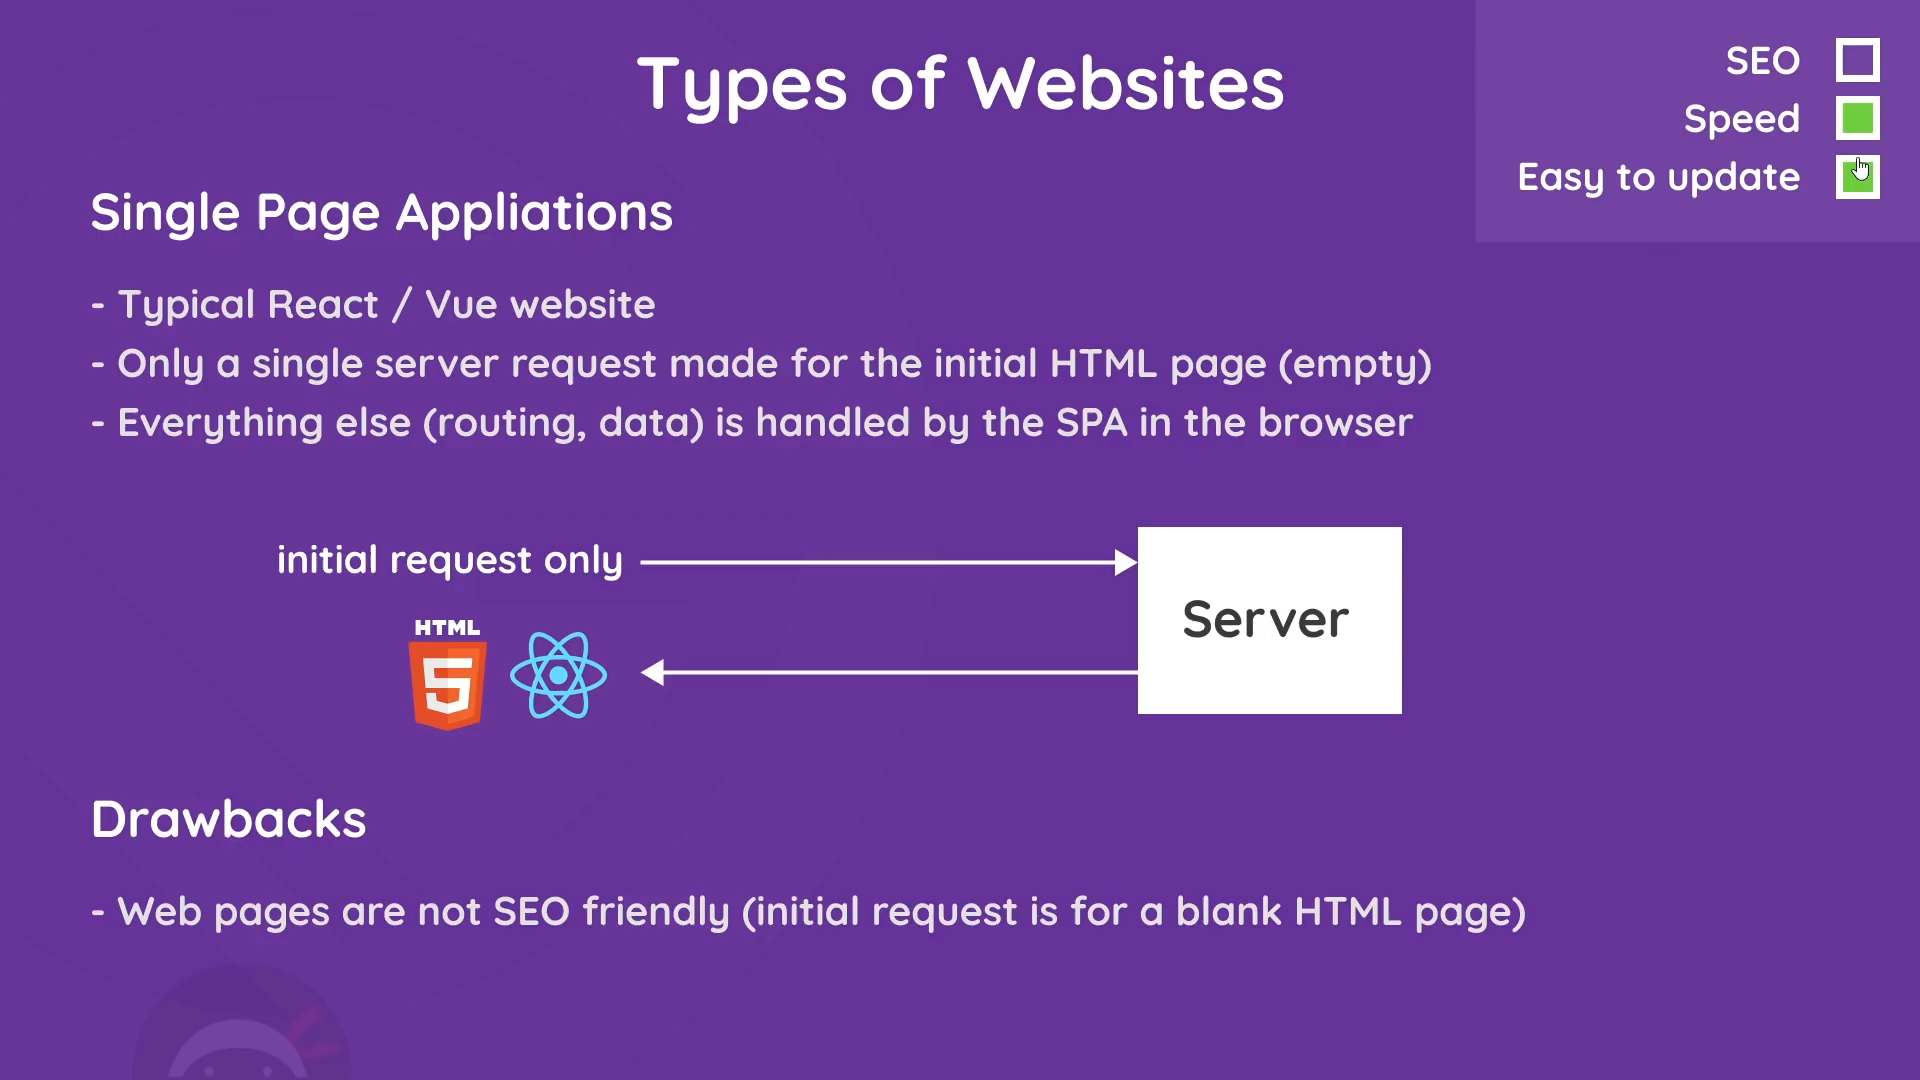 Types of Websites
SEO
Speed
Easy to update
Single Page Appliations
- Typical React / Vue website
- Only a single server request made for the initial HTML page (empty)
- Everything else (routing, data) is handled by the SPA in the browser
initial request only
Server
HTML
5
Drawbacks
- Web pages are not SEO friendly (initial request is for a blank HTML page)